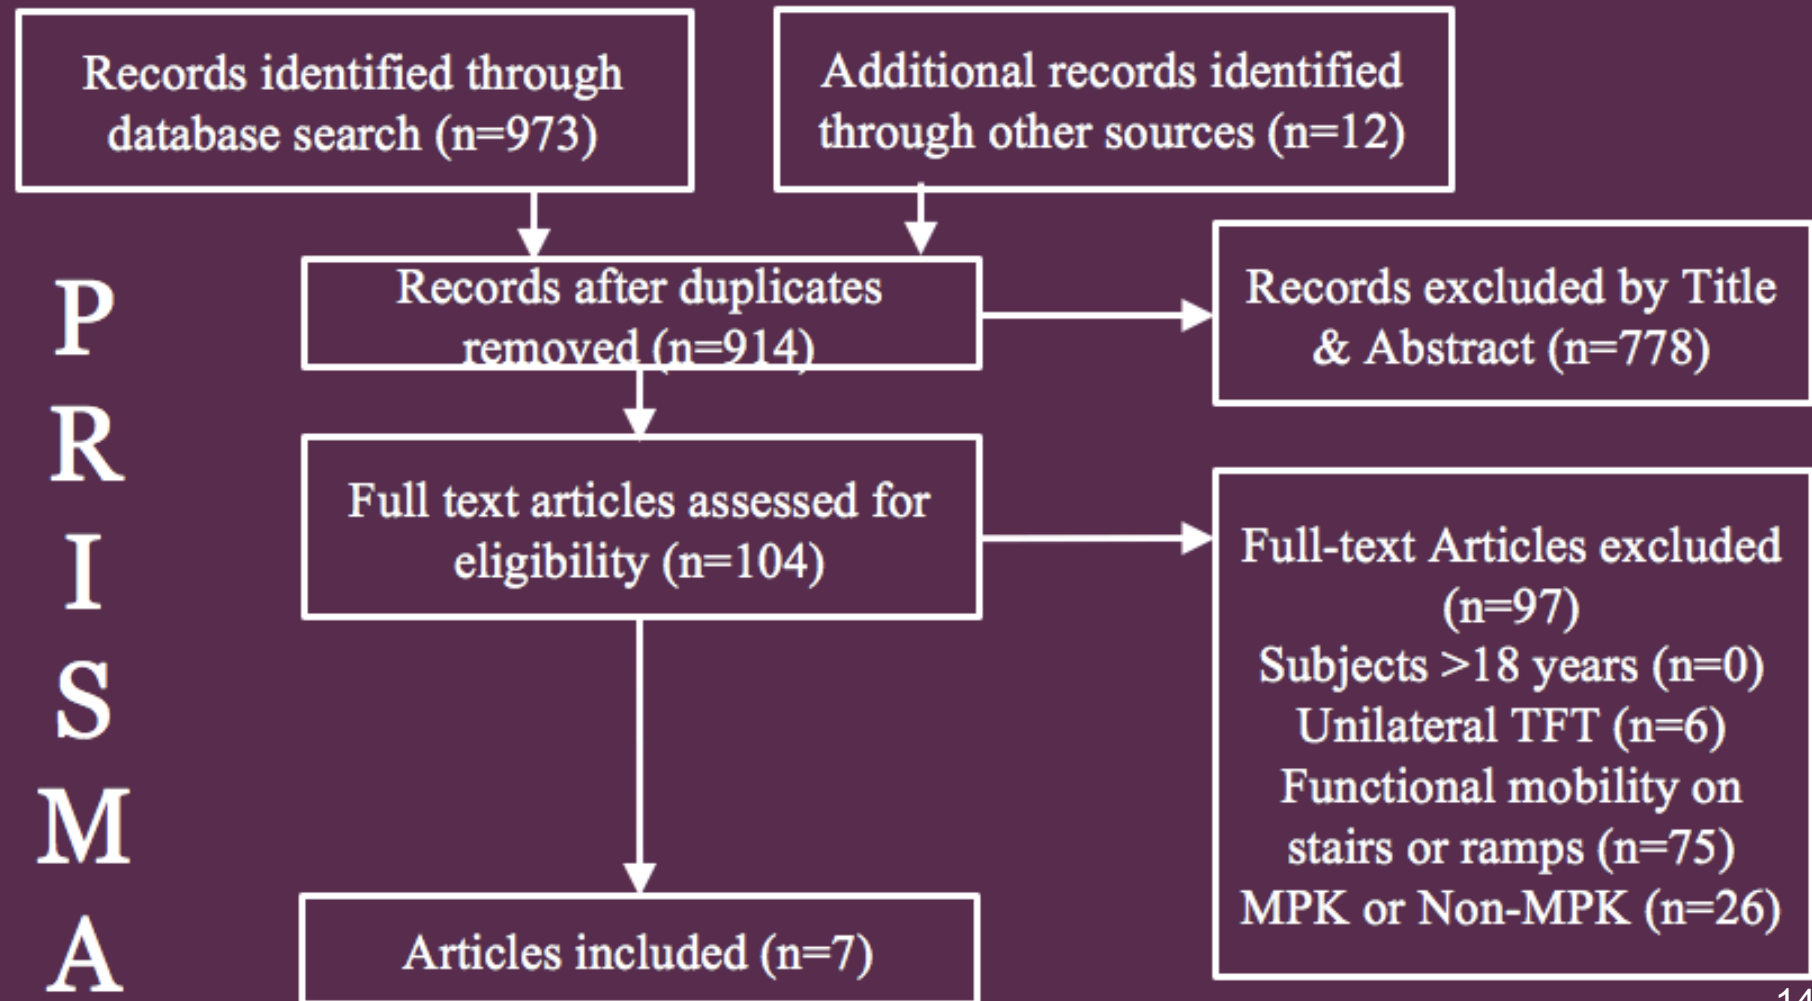 Records identified through
database search (n=973)
Additional records identified
through other sources (n=12)
Records after duplicates
removed (n=914)
Records excluded by Title
& Abstract (n=778)
Full text articles assessed for
eligibility (n=104)
Full-text Articles excluded
(n=97)
Subjects >18 years (n=0)
Unilateral TFT (n=6)
Functional mobility on
stairs or ramps (n=75)
MPK or Non-MPK (n=26)
Articles included (n=7)
P
R
I
S
M
A
14